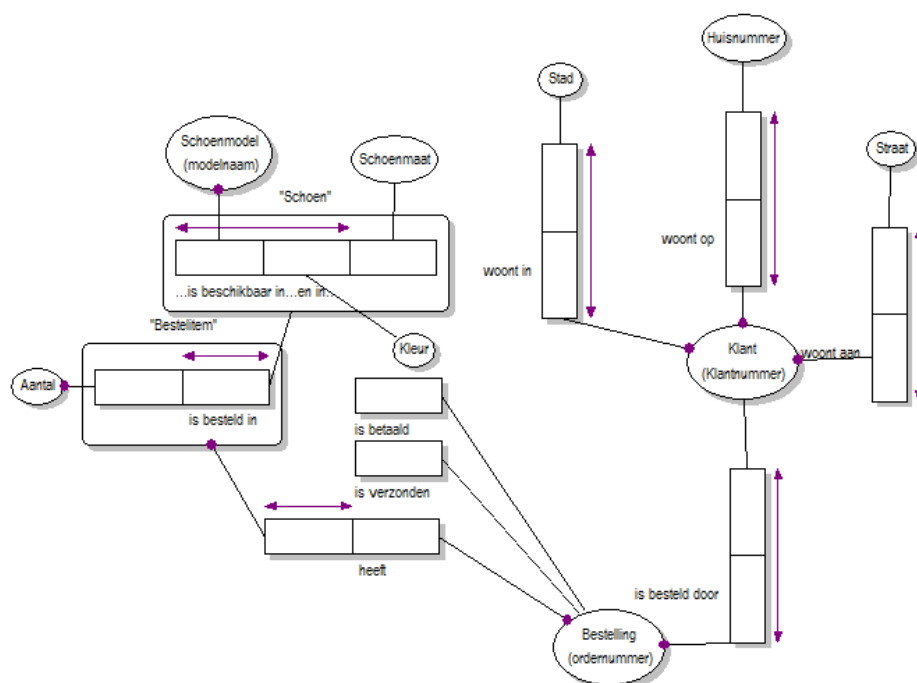 Huisnummer
Stad
Schoenmodel
(modelnaam)
Schoenmaat
Straat
"Schoen"
woont op
woont in
...is beschikbaar in...en in...
"Bestelitem"
Kleur
Klant
(Klantnummer)
woont aan
Aantal
is besteld in
is betaald
is verzonden
heeft
is besteld door
Bestelling
(ordernummer)